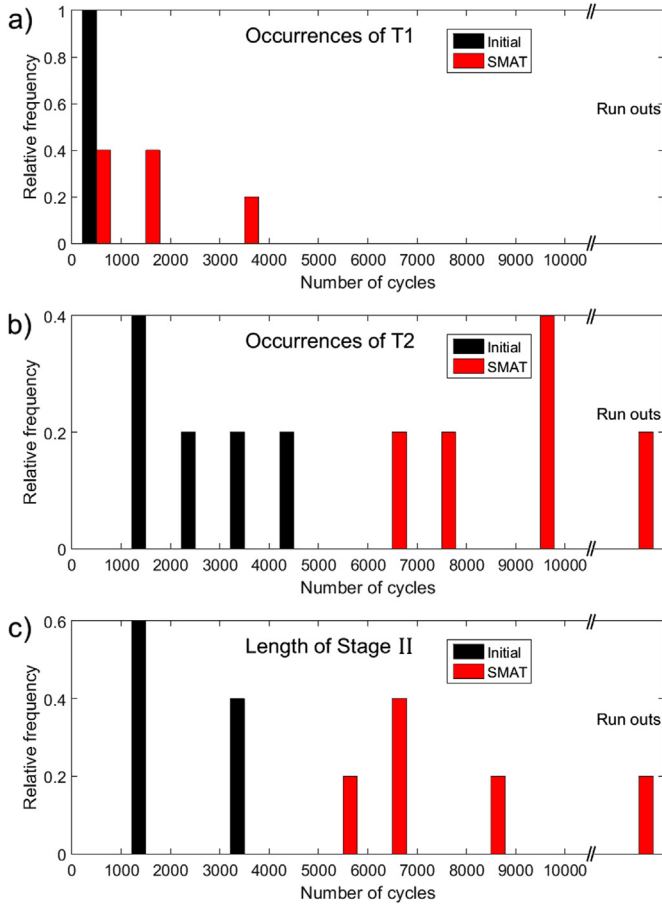 a)
Occurrences of T1
Initial
SMAT
Run outs
Relative frequency
1
0.8
0.6
0.4
0.2
0
0 1000 2000 3000 4000 5000 6000 7000 8000 9000 10000
Number of cycles
b)
Occurrences of T2
Initial
SMAT
Run outs
Relative frequency
0.4
0.2
0
0 1000 2000 3000 4000 5000 6000 7000 8000 9000 10000
Number of cycles
c)
Length of Stage II
Initial
SMAT
Run outs
Relative frequency
0.6
0.4
0.2
0
0 1000 2000 3000 4000 5000 6000 7000 8000 9000 10000
Number of cycles